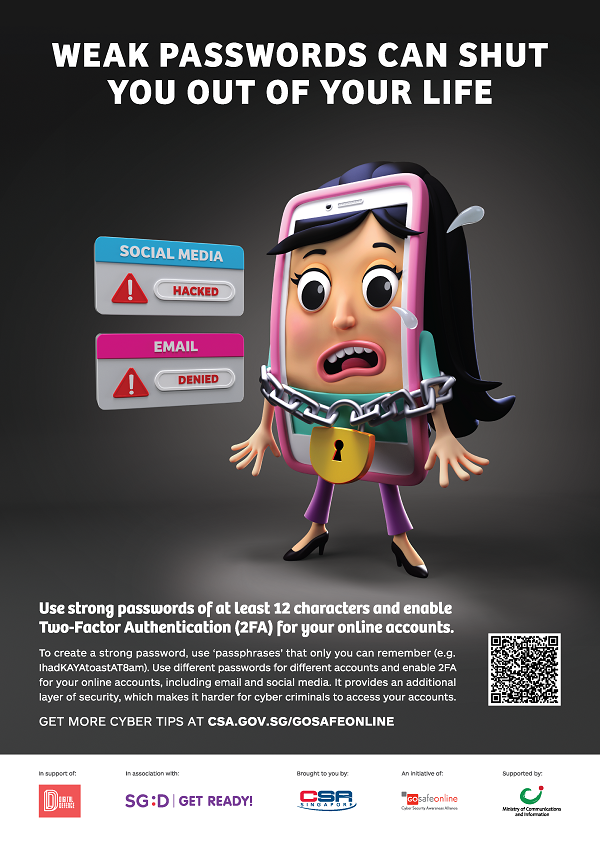 WEAK PASSWORDS CAN SHUT
YOU OUT OF YOUR LIFE
SOCIAL MEDIA
HACKED
EMAIL
DENIED
Use strong passwords of at least 12 characters and enable
Two-Factor Authentication (2FA) for your online accounts.
To create a strong password, use ‘passphrases’ that only you can remember (e.g.
IhadKAYAtoastAT8am). Use different passwords for different accounts and enable 2FA
for your online accounts, including email and social media. It provides an additional
layer of security, which makes it harder for cyber criminals to access your accounts.
GET MORE CYBER TIPS AT CSA.GOV.SG/GOSAFEONLINE
In support of:
In association with:
Brought to you by:
An initiative of:
Supported by:
DIGITAL
DEFENCE
SG:D | GET READY!
CSA
SINGAPORE
GOsafeonline
Cyber Security Awareness Alliance
Ministry of Communications
and Information